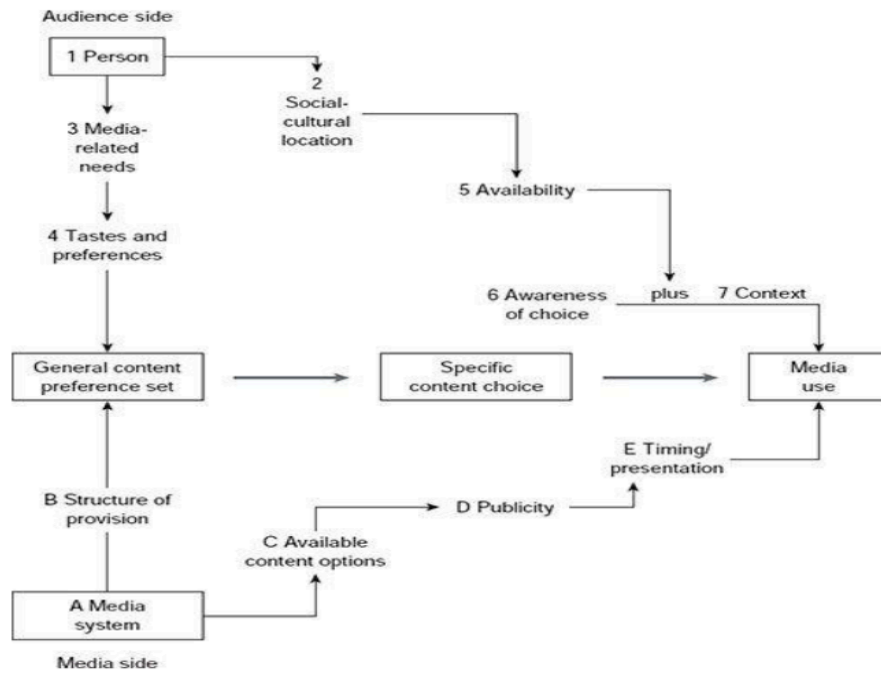 Audience side
1 Person
2
Social-
cultural
location
3 Media-
related
needs
5 Availability
4 Tastes and
preferences
6 Awareness
of choice
plus
7 Context
General content
preference set
Specific
content choice
Media
use
E Timing/
presentation
B Structure of
provision
D Publicity
C Available
content options
A Media
system
Media side